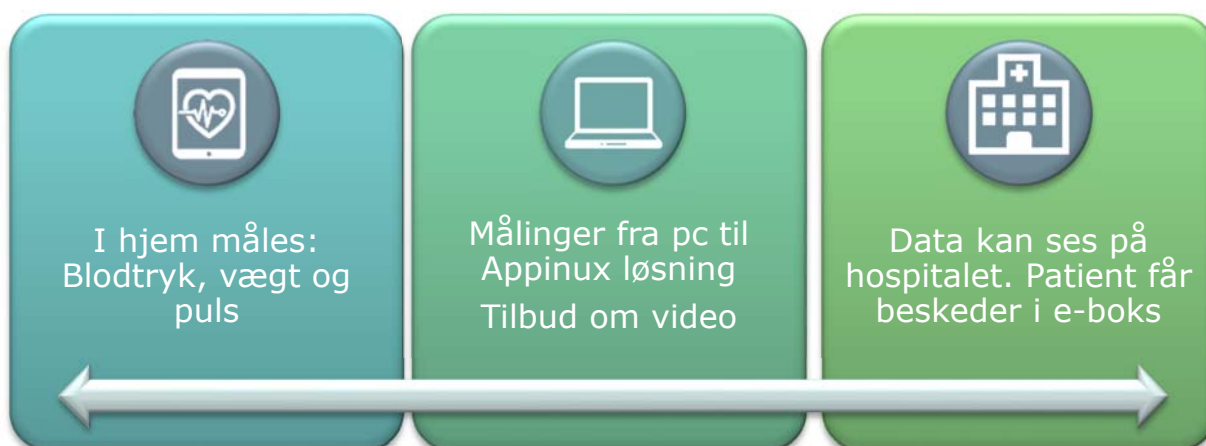 I hjem måles:
Blodtryk, vægt og
puls
Målinger fra pc til
Appinux løsning
Tilbud om video
Data kan ses på
hospitalet. Patient får
beskeder i e-boks